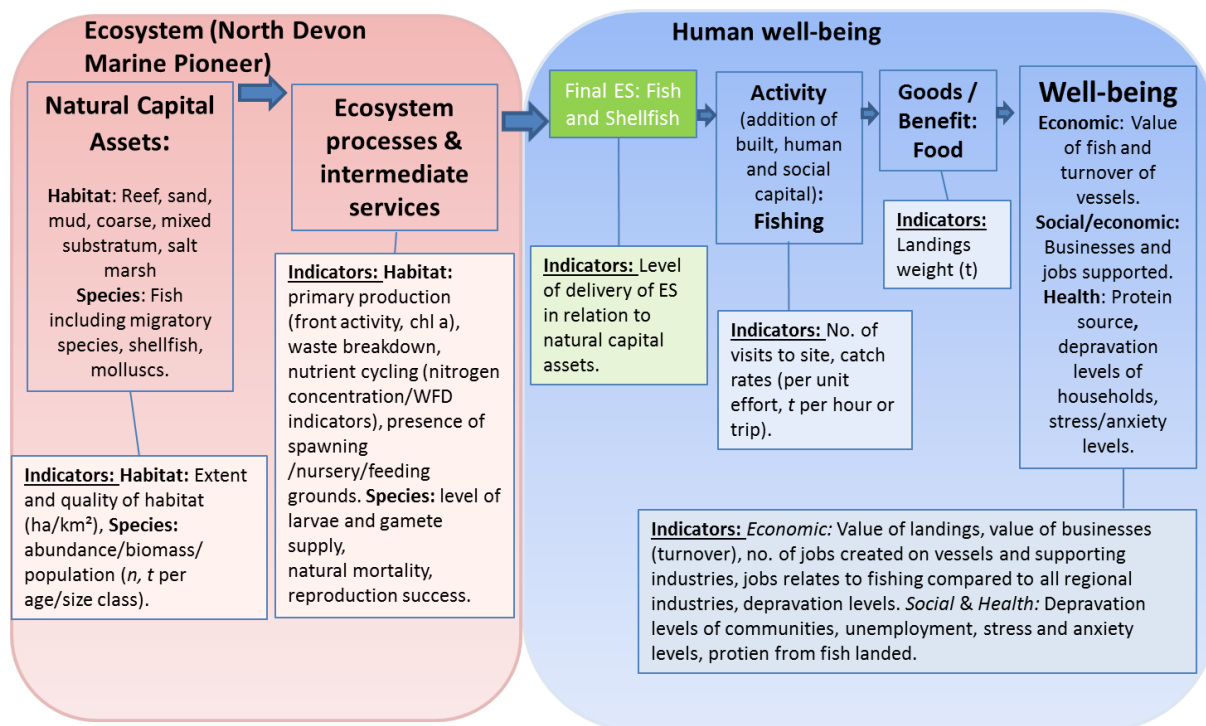 Ecosystem (North Devon
Marine Pioneer)
Natural Capital
Assets:
Habitat: Reef, sand,
mud, coarse, mixed
substratum, salt
marsh
Species: Fish
including migratory
species, shellfish,
molluscs.
Indicators: Habitat: Extent
and quality of habitat
(ha/km²), Species:
abundance/biomass/
population (n, t per
age/size class).
Ecosystem
processes &
intermediate
services
Indicators: Habitat:
primary production
(front activity, chl a),
waste breakdown,
nutrient cycling (nitrogen
concentration/WFD
indicators), presence of
spawning
/nursery/feeding
grounds. Species: level of
larvae and gamete
supply,
natural mortality,
reproduction success.
Human well-being
Final ES: Fish
and Shellfish
Indicators: Level
of delivery of ES
in relation to
natural capital
assets.
Activity
(addition of
built, human
and social
capital):
Fishing
Indicators: No. of
visits to site, catch
rates (per unit
effort, t per hour or
trip).
Goods /
Benefit:
Food
Indicators:
Landings
weight (t)
Well-being
Economic: Value
of fish and
turnover of
vessels.
Social/economic:
Businesses and
jobs supported.
Health: Protein
source,
depravation
levels of
households,
stress/anxiety
levels.
Indicators: Economic: Value of landings, value of businesses
(turnover), no. of jobs created on vessels and supporting
industries, jobs relates to fishing compared to all regional
industries, depravation levels. Social & Health: Depravation
levels of communities, unemployment, stress and anxiety
levels, protien from fish landed.